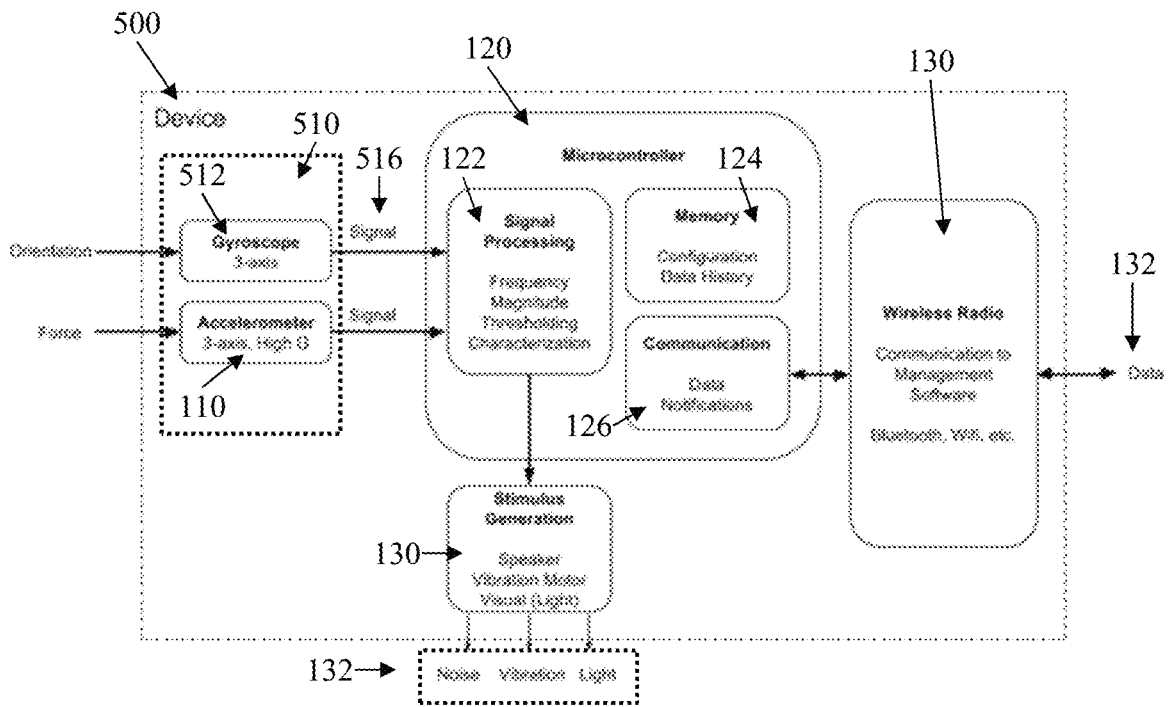 500
Device
510
512
516
Orientation
Gyroscope
3-axis
Signal
Force
Accelerometer
3-axis, High G
Signal
110
120
Microcontroller
122
Signal
Processing
Frequency
Magnitude
Thresholding
Characterization
124
Memory
Configuration
Data History
Communication
Data
Notifications
126
130
Wireless Radio
Communication to
Management
Software
Bluetooth, Wifi, etc.
132
Data
Stimulus
Generation
130
Speaker
Vibration Motor
Visual (Light)
132
Noise Vibration Light